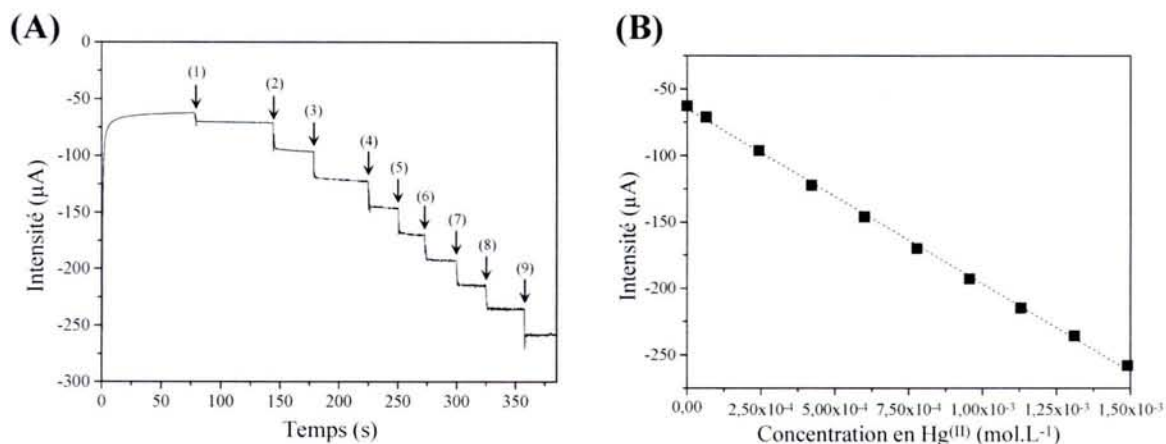 (A)
Intensité (µA)
0
-50
-100
-150
-200
-250
-300
(1)
(2)
(3)
(4)
(5)
(6)
(7)
(8)
(9)
0 50 100 150 200 250 300 350
Temps (s)
(B)
Intensité (µA)
-50
-100
-150
-200
-250
0,00 2,50x10-4 5,00x10-4 7,50x10-4 1,00x10-3 1,25x10-3 1,50x10-3
Concentration en Hg(II) (mol.L-1)